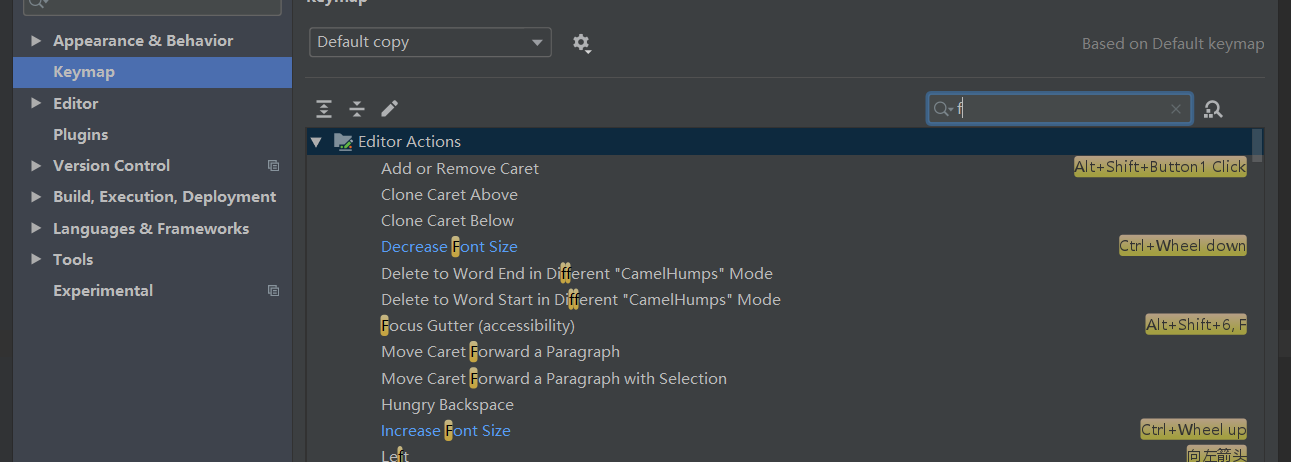 Keymap
Appearance & Behavior
Keymap
Editor
Plugins
Version Control
Build, Execution, Deployment
Languages & Frameworks
Tools
Experimental
Default copy
Based on Default keymap
f
Editor Actions
Add or Remove Caret Alt+Shift+Button1 Click
Clone Caret Above
Clone Caret Below
Decrease Font Size Ctrl+Wheel down
Delete to Word End in Different "CamelHumps" Mode
Delete to Word Start in Different "CamelHumps" Mode
Focus Gutter (accessibility) Alt+Shift+6, F
Move Caret Forward a Paragraph
Move Caret Forward a Paragraph with Selection
Hungry Backspace
Increase Font Size Ctrl+Wheel up
Left 向左箭头